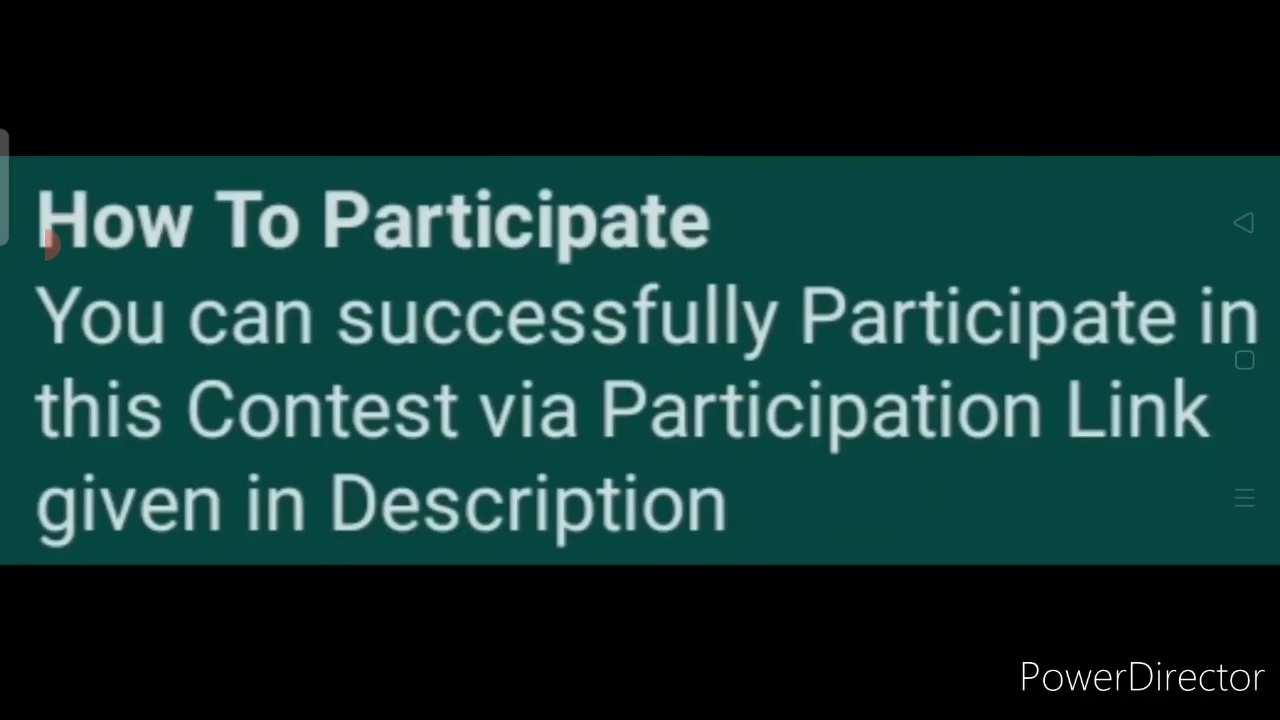 How To Participate
You can successfully Participate in
this Contest via Participation Link
given in Description
PowerDirector